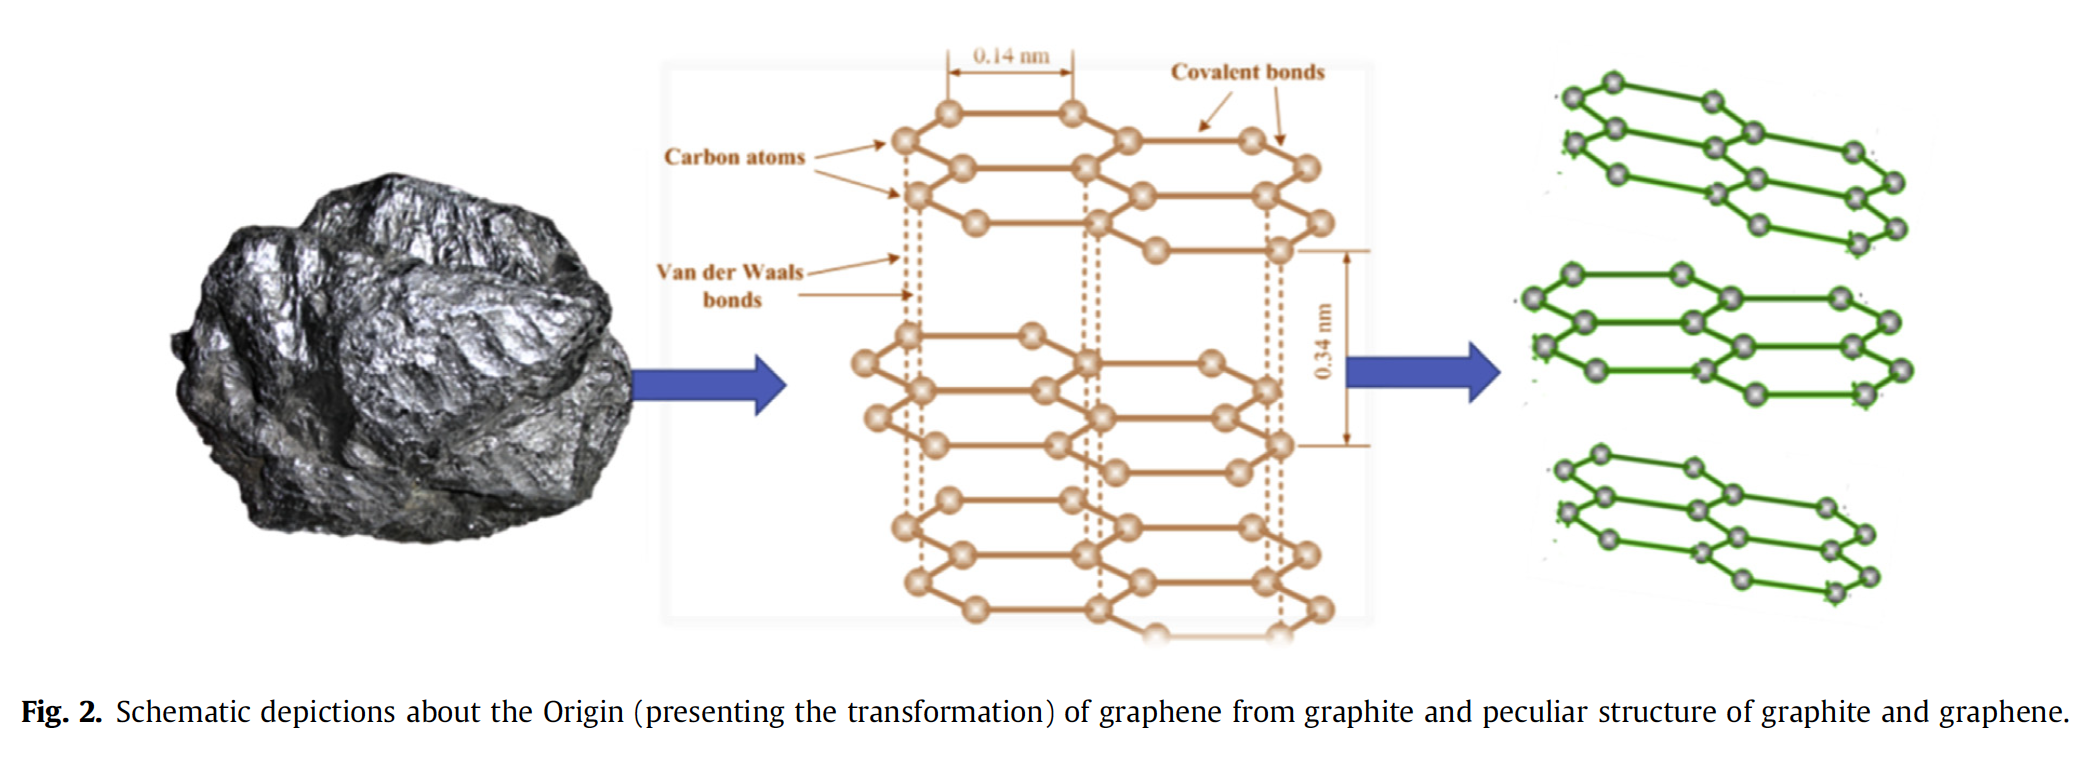 0.14 nm
Covalent bonds
Carbon atoms
Van der Waals
bonds
0.34 nm
Fig. 2. Schematic depictions about the Origin (presenting the transformation) of graphene from graphite and peculiar structure of graphite and graphene.